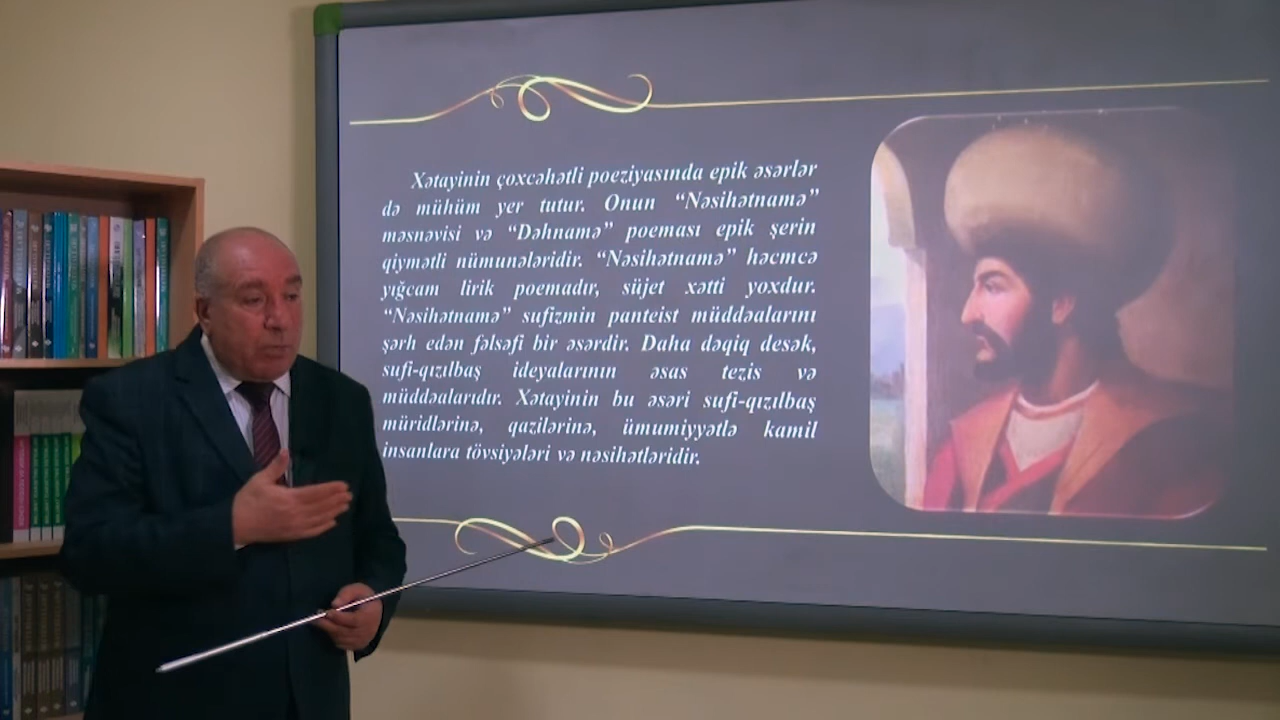 Xətayinin çoxcəhətli poeziyasında epik əsərlər
də mühüm yer tutur. Onun “Nəsihətnamə”
məsnəvisi və “Dəhnamə” poeması epik şerin
qiymətli nümunələridir. “Nəsihətnamə” həcmcə
yığcam lirik poemadır, süjet xətti yoxdur.
“Nəsihətnamə” sufizmin panteist müddəalarını
şərh edən fəlsəfi bir əsərdir. Daha dəqiq desək,
sufi-qızılbaş ideyalarının əsas tezis və
müddəalarıdır. Xətayinin bu əsəri sufi-qızılbaş
müridlərinə, qazilərinə, ümumiyyətlə kamil
insanlara tövsiyələri və nəsihətləridir.